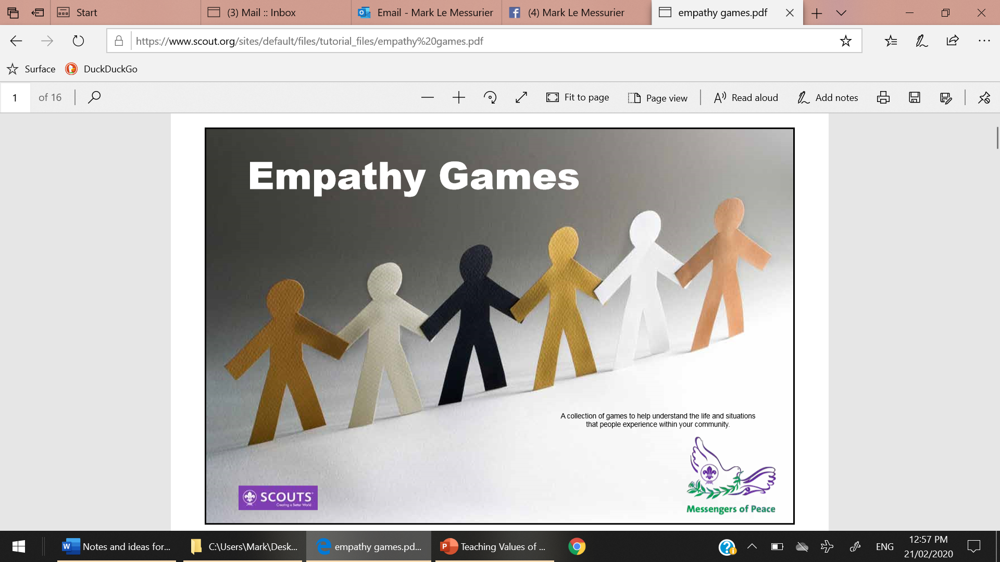 Start
(3) Mail :: Inbox
Email - Mark Le Messurier
(4) Mark Le Messurier
empathy games.pdf
https://www.scout.org/sites/default/files/tutorial_files/empathy%20games.pdf
Surface
DuckDuckGo
1 of 16
Fit to page
Page view
Read aloud
Add notes
Empathy Games
A collection of games to help understand the life and situations
that people experience within your community.
SCOUTS
Creating a Better World
Messengers of Peace
Notes and ideas for...
C:\Users\Mark\Desk...
empathy games.pd...
Teaching Values of ...
ENG
12:57 PM
21/02/2020